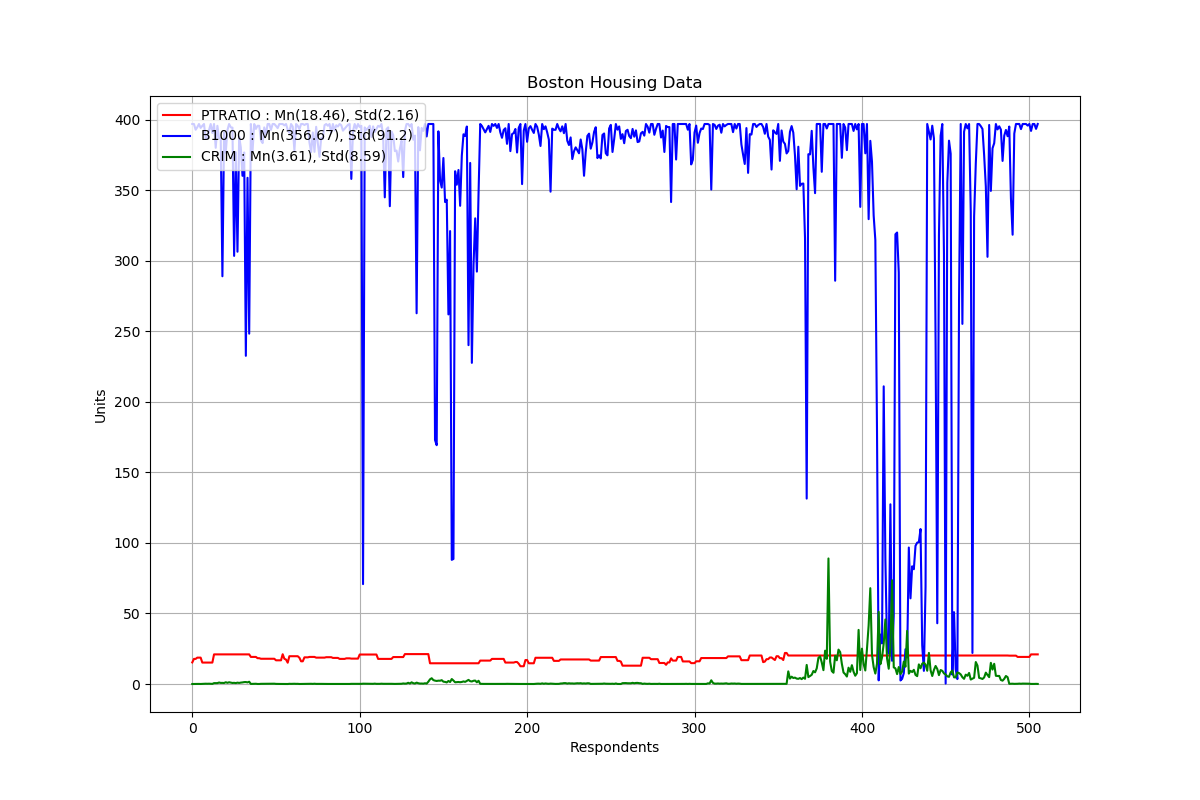 Boston Housing Data
PTRATIO : Mn(18.46), Std(2.16)
B1000 : Mn(356.67), Std(91.2)
CRIM : Mn(3.61), Std(8.59)
400
350
300
250
200
150
100
50
0
Units
0 100 200 300 400 500
Respondents